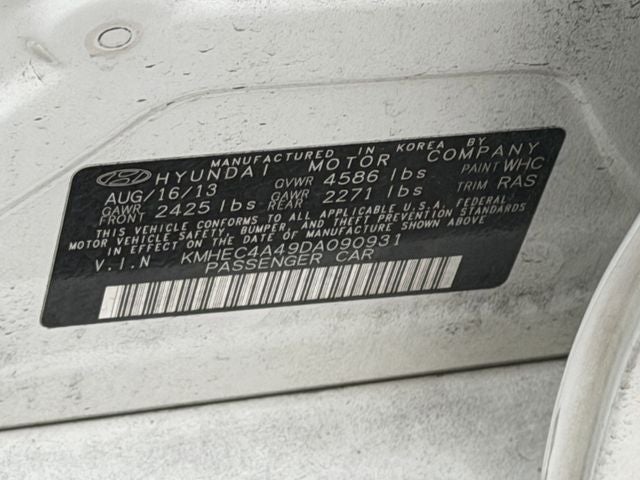 MANUFACTURED IN KOREA BY
HYUNDAI MOTOR COMPANY
AUG/16/13 GVWR 4586 lbs PAINT WHC
GAWR FRONT 2425 lbs GAWR REAR 2271 lbs TRIM RAS
THIS VEHICLE CONFORMS TO ALL APPLICABLE U.S.A. FEDERAL
MOTOR VEHICLE SAFETY, BUMPER, AND THEFT PREVENTION STANDARDS
IN EFFECT ON THE DATE OF MANUFACTURE SHOWN ABOVE
V.I.N KMHEC4A49DA090931
PASSENGER CAR